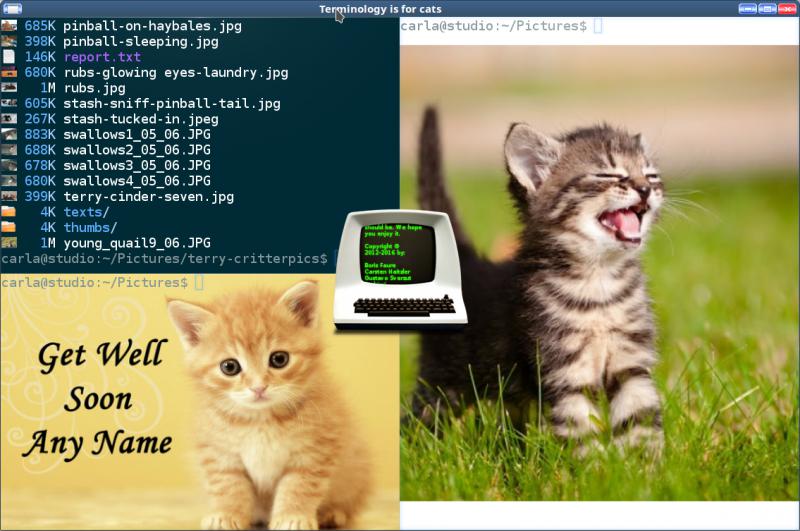 Terminology is for cats
685K pinball-on-haybales.jpg
398K pinball-sleeping.jpg
146K report.txt
680K rubs-glowing eyes-laundry.jpg
1M rubs.jpg
605K stash-sniff-pinball-tail.jpg
267K stash-tucked-in.jpeg
883K swallows1_05_06.JPG
688K swallows2_05_06.JPG
678K swallows3_05_06.JPG
680K swallows4_05_06.JPG
399K terry-cinder-seven.jpg
4K texts/
4K thumbs/
1M young_quail9_06.JPG
carla@studio:~/Pictures/terry-critterpics$
carla@studio:~/Pictures$
Get Well
Soon
Any Name
carla@studio:~/Pictures$
should be. We hope
you enjoy it.
Copyright ©
2012-2016 by:
Boris Faure
Carsten Haitzler
Gustavo Sverzut